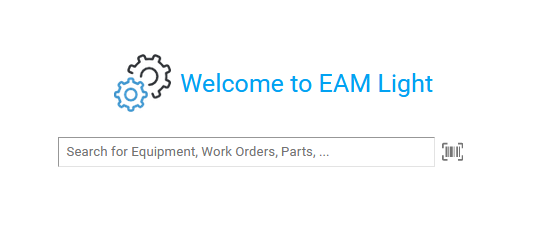 Welcome to EAM Light
Search for Equipment, Work Orders, Parts, ...